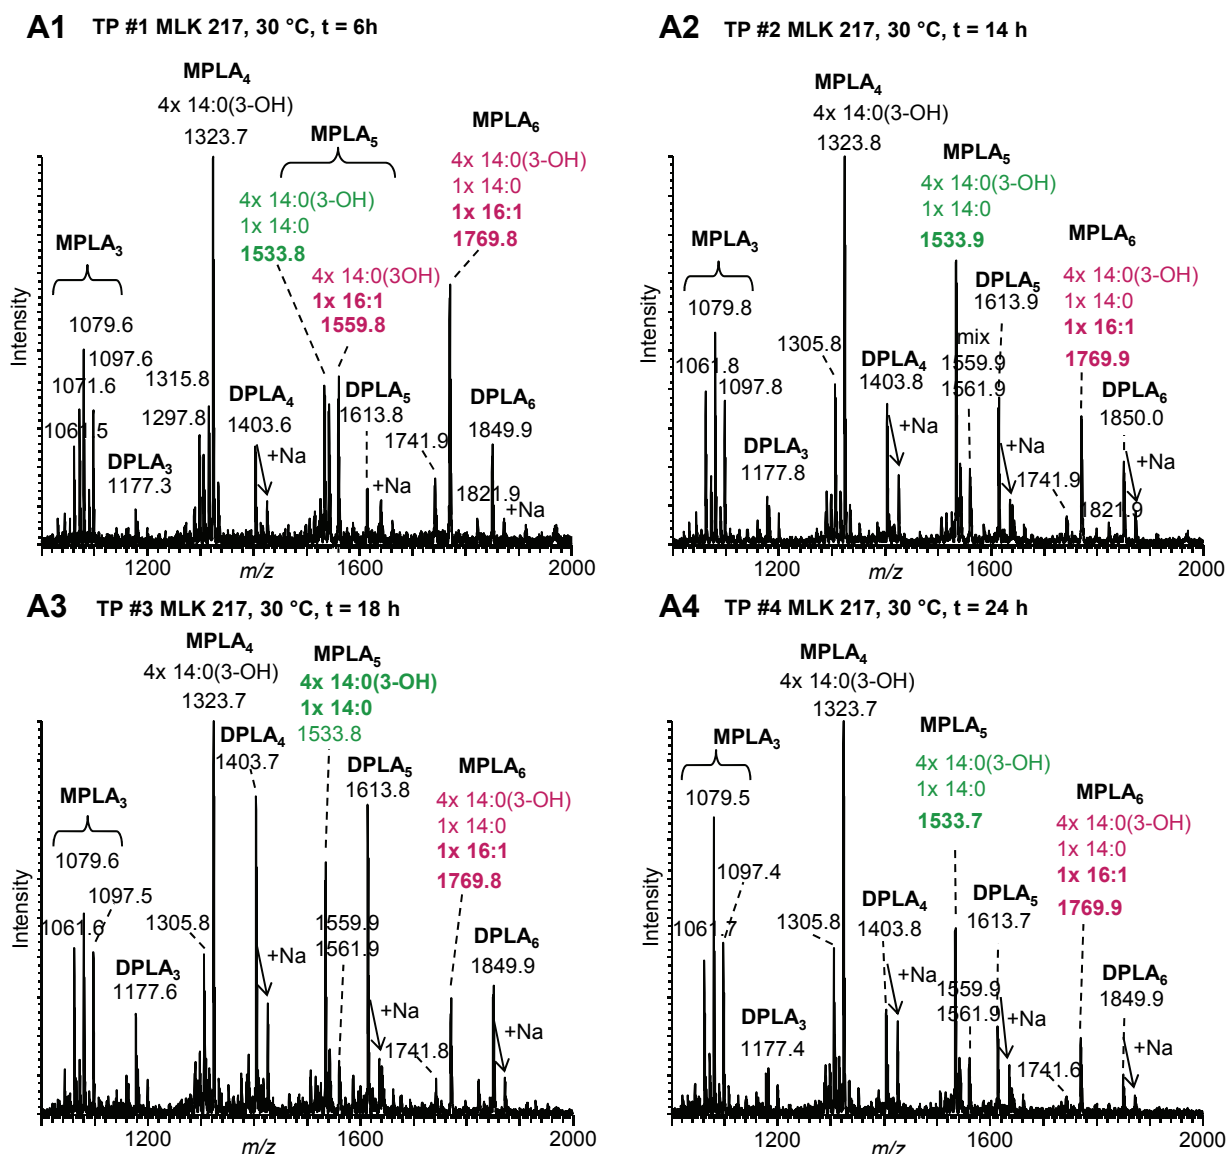 A1 TP #1 MLK 217, 30 °C, t = 6h
MPLA4
4x 14:0(3-OH)
1323.7
MPLA5
4x 14:0(3-OH)
1x 14:0
1533.8
4x 14:0(3OH)
1x 16:1
1559.8
MPLA6
4x 14:0(3-OH)
1x 14:0
1x 16:1
1769.8
MPLA3
1079.6
1097.6
1071.6
1061.5
DPLA3
1177.3
1315.8
1297.8
DPLA4
1403.6
+Na
DPLA5
1613.8
+Na
1741.9
1821.9
DPLA6
1849.9
+Na
Intensity
1200
1600
2000
m/z
A2 TP #2 MLK 217, 30 °C, t = 14 h
MPLA4
4x 14:0(3-OH)
1323.8
MPLA5
4x 14:0(3-OH)
1x 14:0
1533.9
MPLA6
4x 14:0(3-OH)
1x 14:0
1x 16:1
1769.9
MPLA3
1079.8
1061.8
1097.8
DPLA3
1177.8
1305.8
DPLA4
1403.8
+Na
mix
1559.9
1561.9
DPLA5
1613.9
+Na
1741.9
1821.9
DPLA6
1850.0
+Na
Intensity
1200
1600
2000
m/z
A3 TP #3 MLK 217, 30 °C, t = 18 h
MPLA4
4x 14:0(3-OH)
1323.7
MPLA5
4x 14:0(3-OH)
1x 14:0
1533.8
MPLA6
4x 14:0(3-OH)
1x 14:0
1x 16:1
1769.8
MPLA3
1079.6
1097.5
1061.6
DPLA3
1177.6
1305.8
DPLA4
1403.7
+Na
1559.9
1561.9
DPLA5
1613.8
+Na
1741.8
DPLA6
1849.9
+Na
Intensity
1200
1600
2000
m/z
A4 TP #4 MLK 217, 30 °C, t = 24 h
MPLA4
4x 14:0(3-OH)
1323.7
MPLA5
4x 14:0(3-OH)
1x 14:0
1533.7
MPLA6
4x 14:0(3-OH)
1x 14:0
1x 16:1
1769.9
MPLA3
1079.5
1097.4
1061.7
DPLA3
1177.4
1305.8
DPLA4
1403.8
+Na
1559.9
1561.9
DPLA5
1613.7
+Na
1741.6
DPLA6
1849.9
+Na
Intensity
1200
1600
2000
m/z